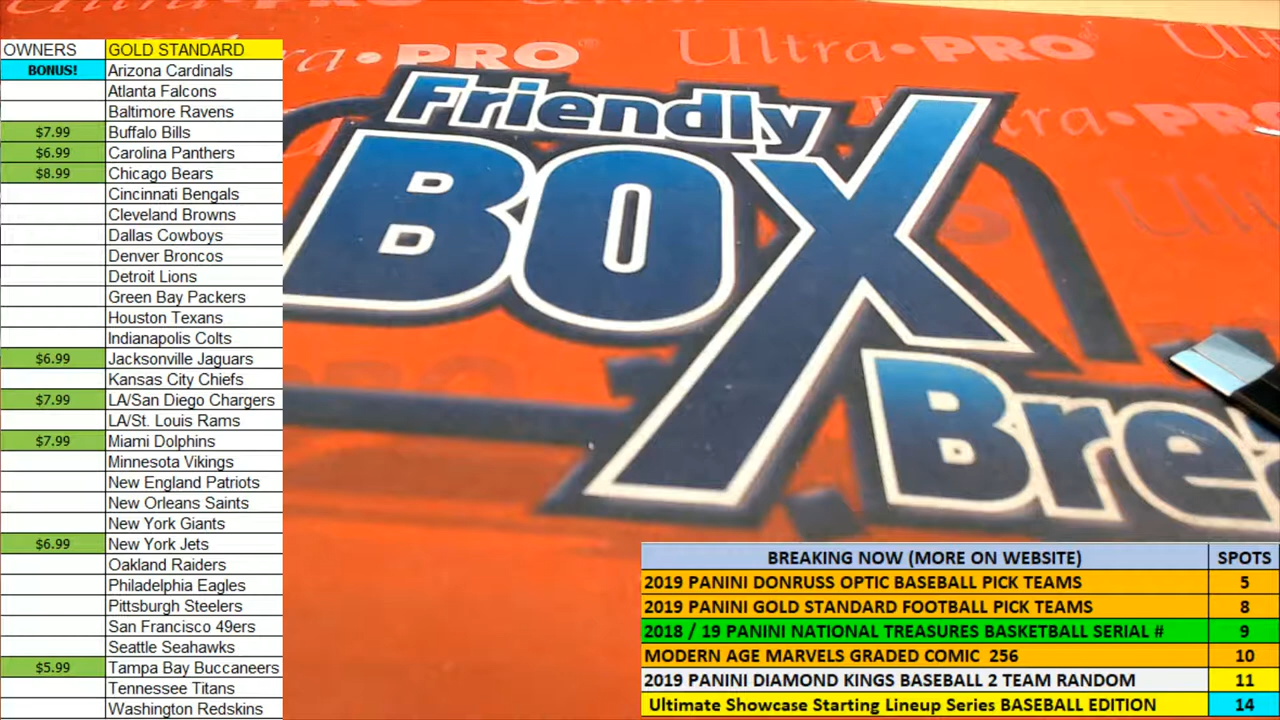 OWNERS GOLD STANDARD
BONUS! Arizona Cardinals
Atlanta Falcons
Baltimore Ravens
$7.99 Buffalo Bills
$6.99 Carolina Panthers
$8.99 Chicago Bears
Cincinnati Bengals
Cleveland Browns
Dallas Cowboys
Denver Broncos
Detroit Lions
Green Bay Packers
Houston Texans
Indianapolis Colts
$6.99 Jacksonville Jaguars
Kansas City Chiefs
$7.99 LA/San Diego Chargers
LA/St. Louis Rams
$7.99 Miami Dolphins
Minnesota Vikings
New England Patriots
New Orleans Saints
New York Giants
$6.99 New York Jets
Oakland Raiders
Philadelphia Eagles
Pittsburgh Steelers
San Francisco 49ers
Seattle Seahawks
$5.99 Tampa Bay Buccaneers
Tennessee Titans
Washington Redskins
Ultra•PRO® Ultra•PRO® Ult
Ultra•PRO
Friendly
BOX
Bre
BREAKING NOW (MORE ON WEBSITE) SPOTS
2019 PANINI DONRUSS OPTIC BASEBALL PICK TEAMS 5
2019 PANINI GOLD STANDARD FOOTBALL PICK TEAMS 8
2018 / 19 PANINI NATIONAL TREASURES BASKETBALL SERIAL # 9
MODERN AGE MARVELS GRADED COMIC 256 10
2019 PANINI DIAMOND KINGS BASEBALL 2 TEAM RANDOM 11
Ultimate Showcase Starting Lineup Series BASEBALL EDITION 14